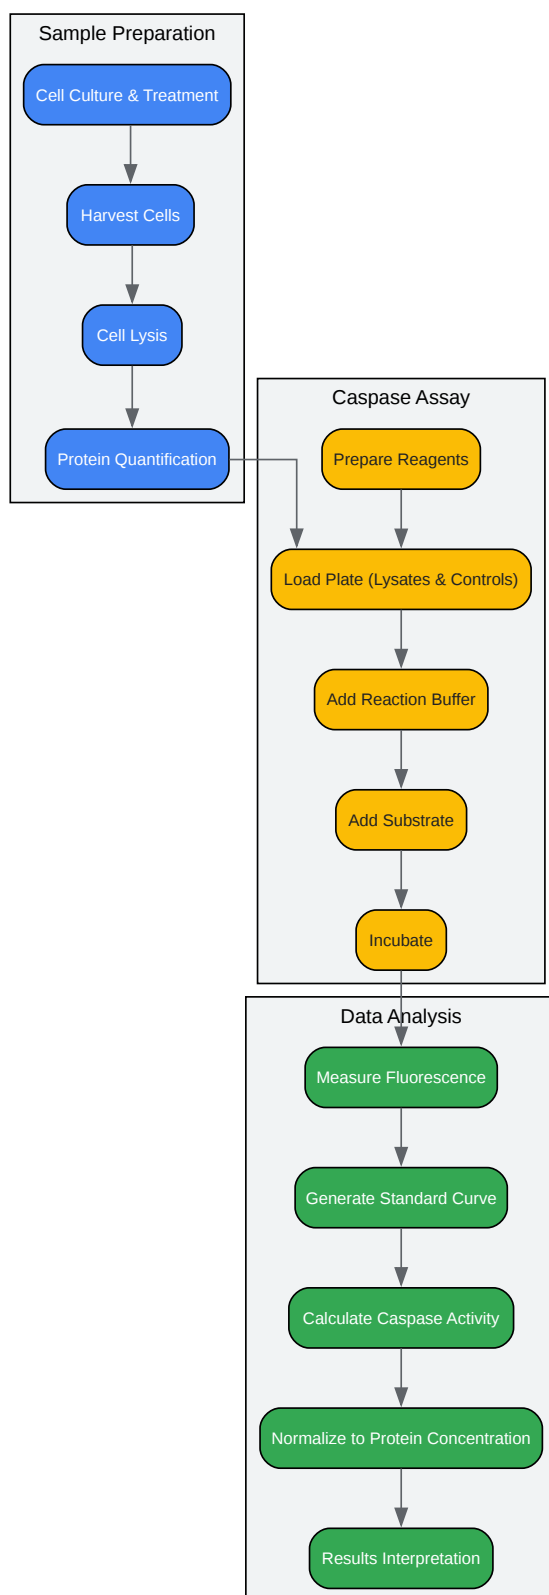 Sample Preparation
Cell Culture & Treatment
Harvest Cells
Cell Lysis
Protein Quantification
Caspase Assay
Prepare Reagents
Load Plate (Lysates & Controls)
Add Reaction Buffer
Add Substrate
Incubate
Data Analysis
Measure Fluorescence
Generate Standard Curve
Calculate Caspase Activity
Normalize to Protein Concentration
Results Interpretation